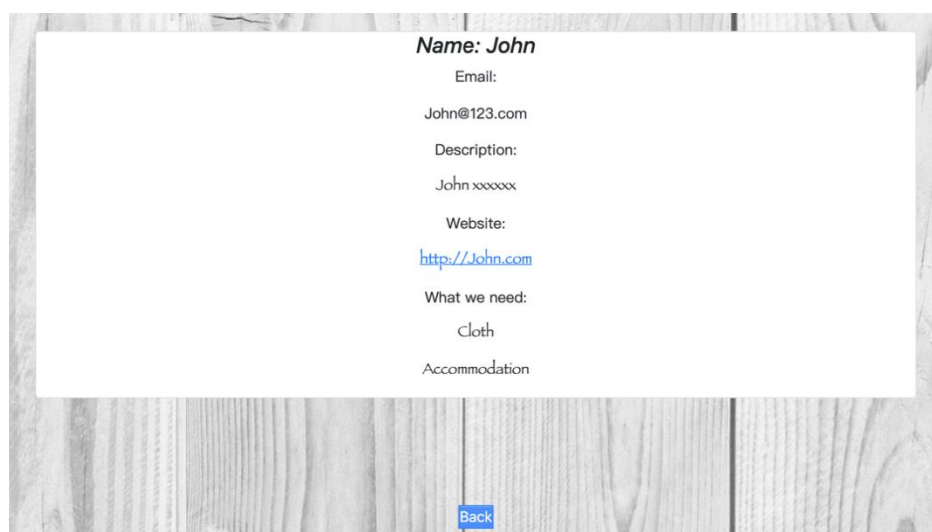 Name: John
Email:
John@123.com
Description:
John xxxxxx
Website:
http://John.com
What we need:
Cloth
Accommodation
Back